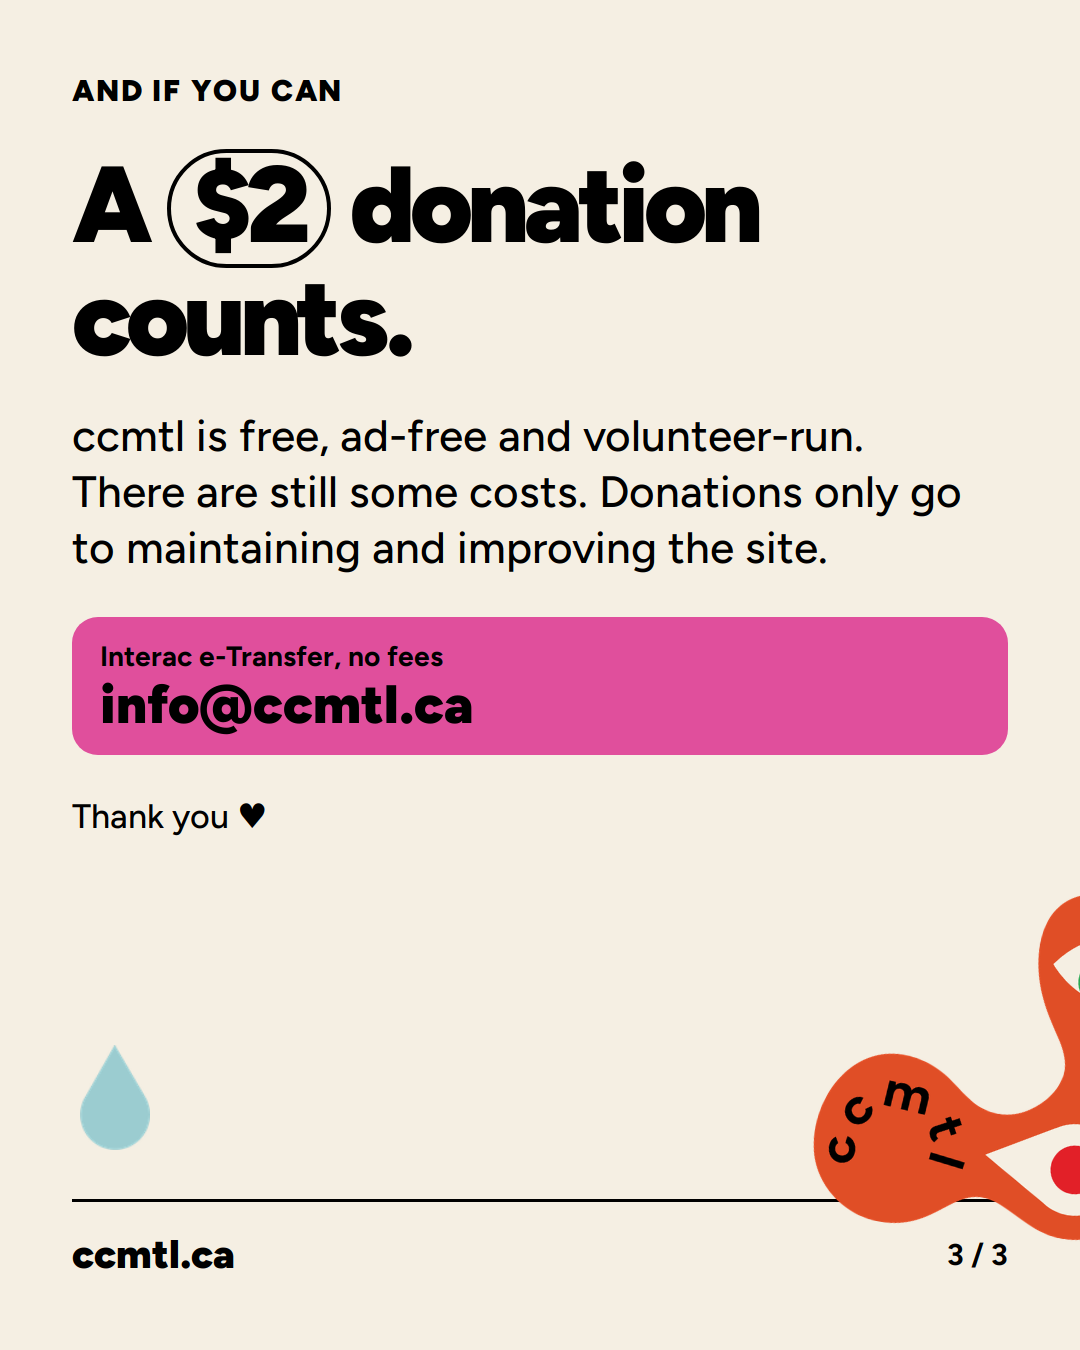 AND IF YOU CAN
A $2 donation
counts.
ccmtl is free, ad-free and volunteer-run.
There are still some costs. Donations only go
to maintaining and improving the site.
Interac e-Transfer, no fees
info@ccmtl.ca
Thank you ♥
ccmtl
ccmtl.ca
3 / 3